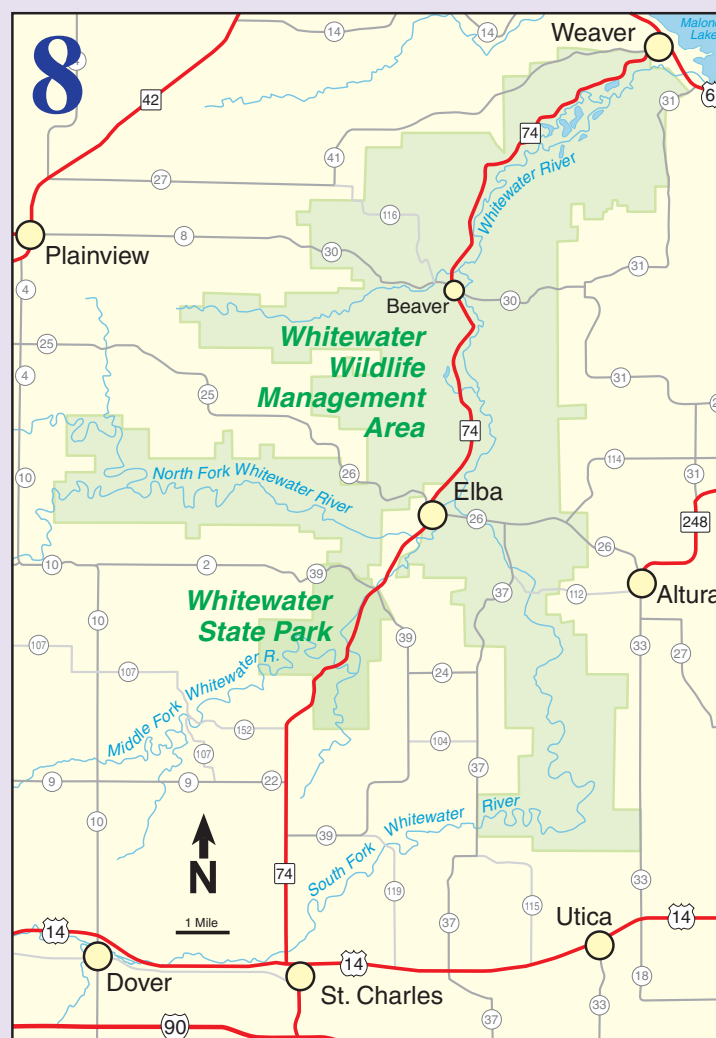 8
14
14
Weaver
Malone
Lake
42
6
31
74
41
27
Whitewater River
116
Plainview
8
30
31
4
Beaver
30
Whitewater
Wildlife
Management
Area
25
4
25
31
74
114
31
North Fork Whitewater River
26
10
Elba
26
248
26
10
2
39
Whitewater
State Park
37
112
Altura
10
39
33
107
107
24
27
Middle Fork Whitewater R.
152
104
107
37
9
9
22
10
South Fork Whitewater River
39
N
74
119
33
115
1 Mile
37
Utica
14
14
14
Dover
St. Charles
18
33
37
90